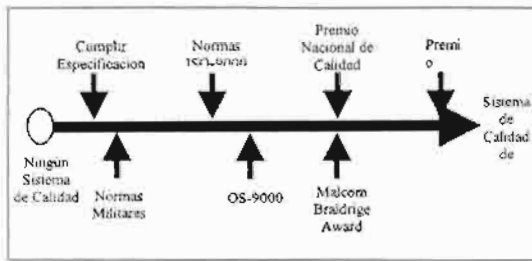 Cumplir
Especificacion
Normas
ISO-9000
Premio
Nacional de
Calidad
Premi
o
Sistema
de
Calidad
de
Ningún
Sistema
de Calidad
Normas
Militares
OS-9000
Malcom
Braldrige
Award